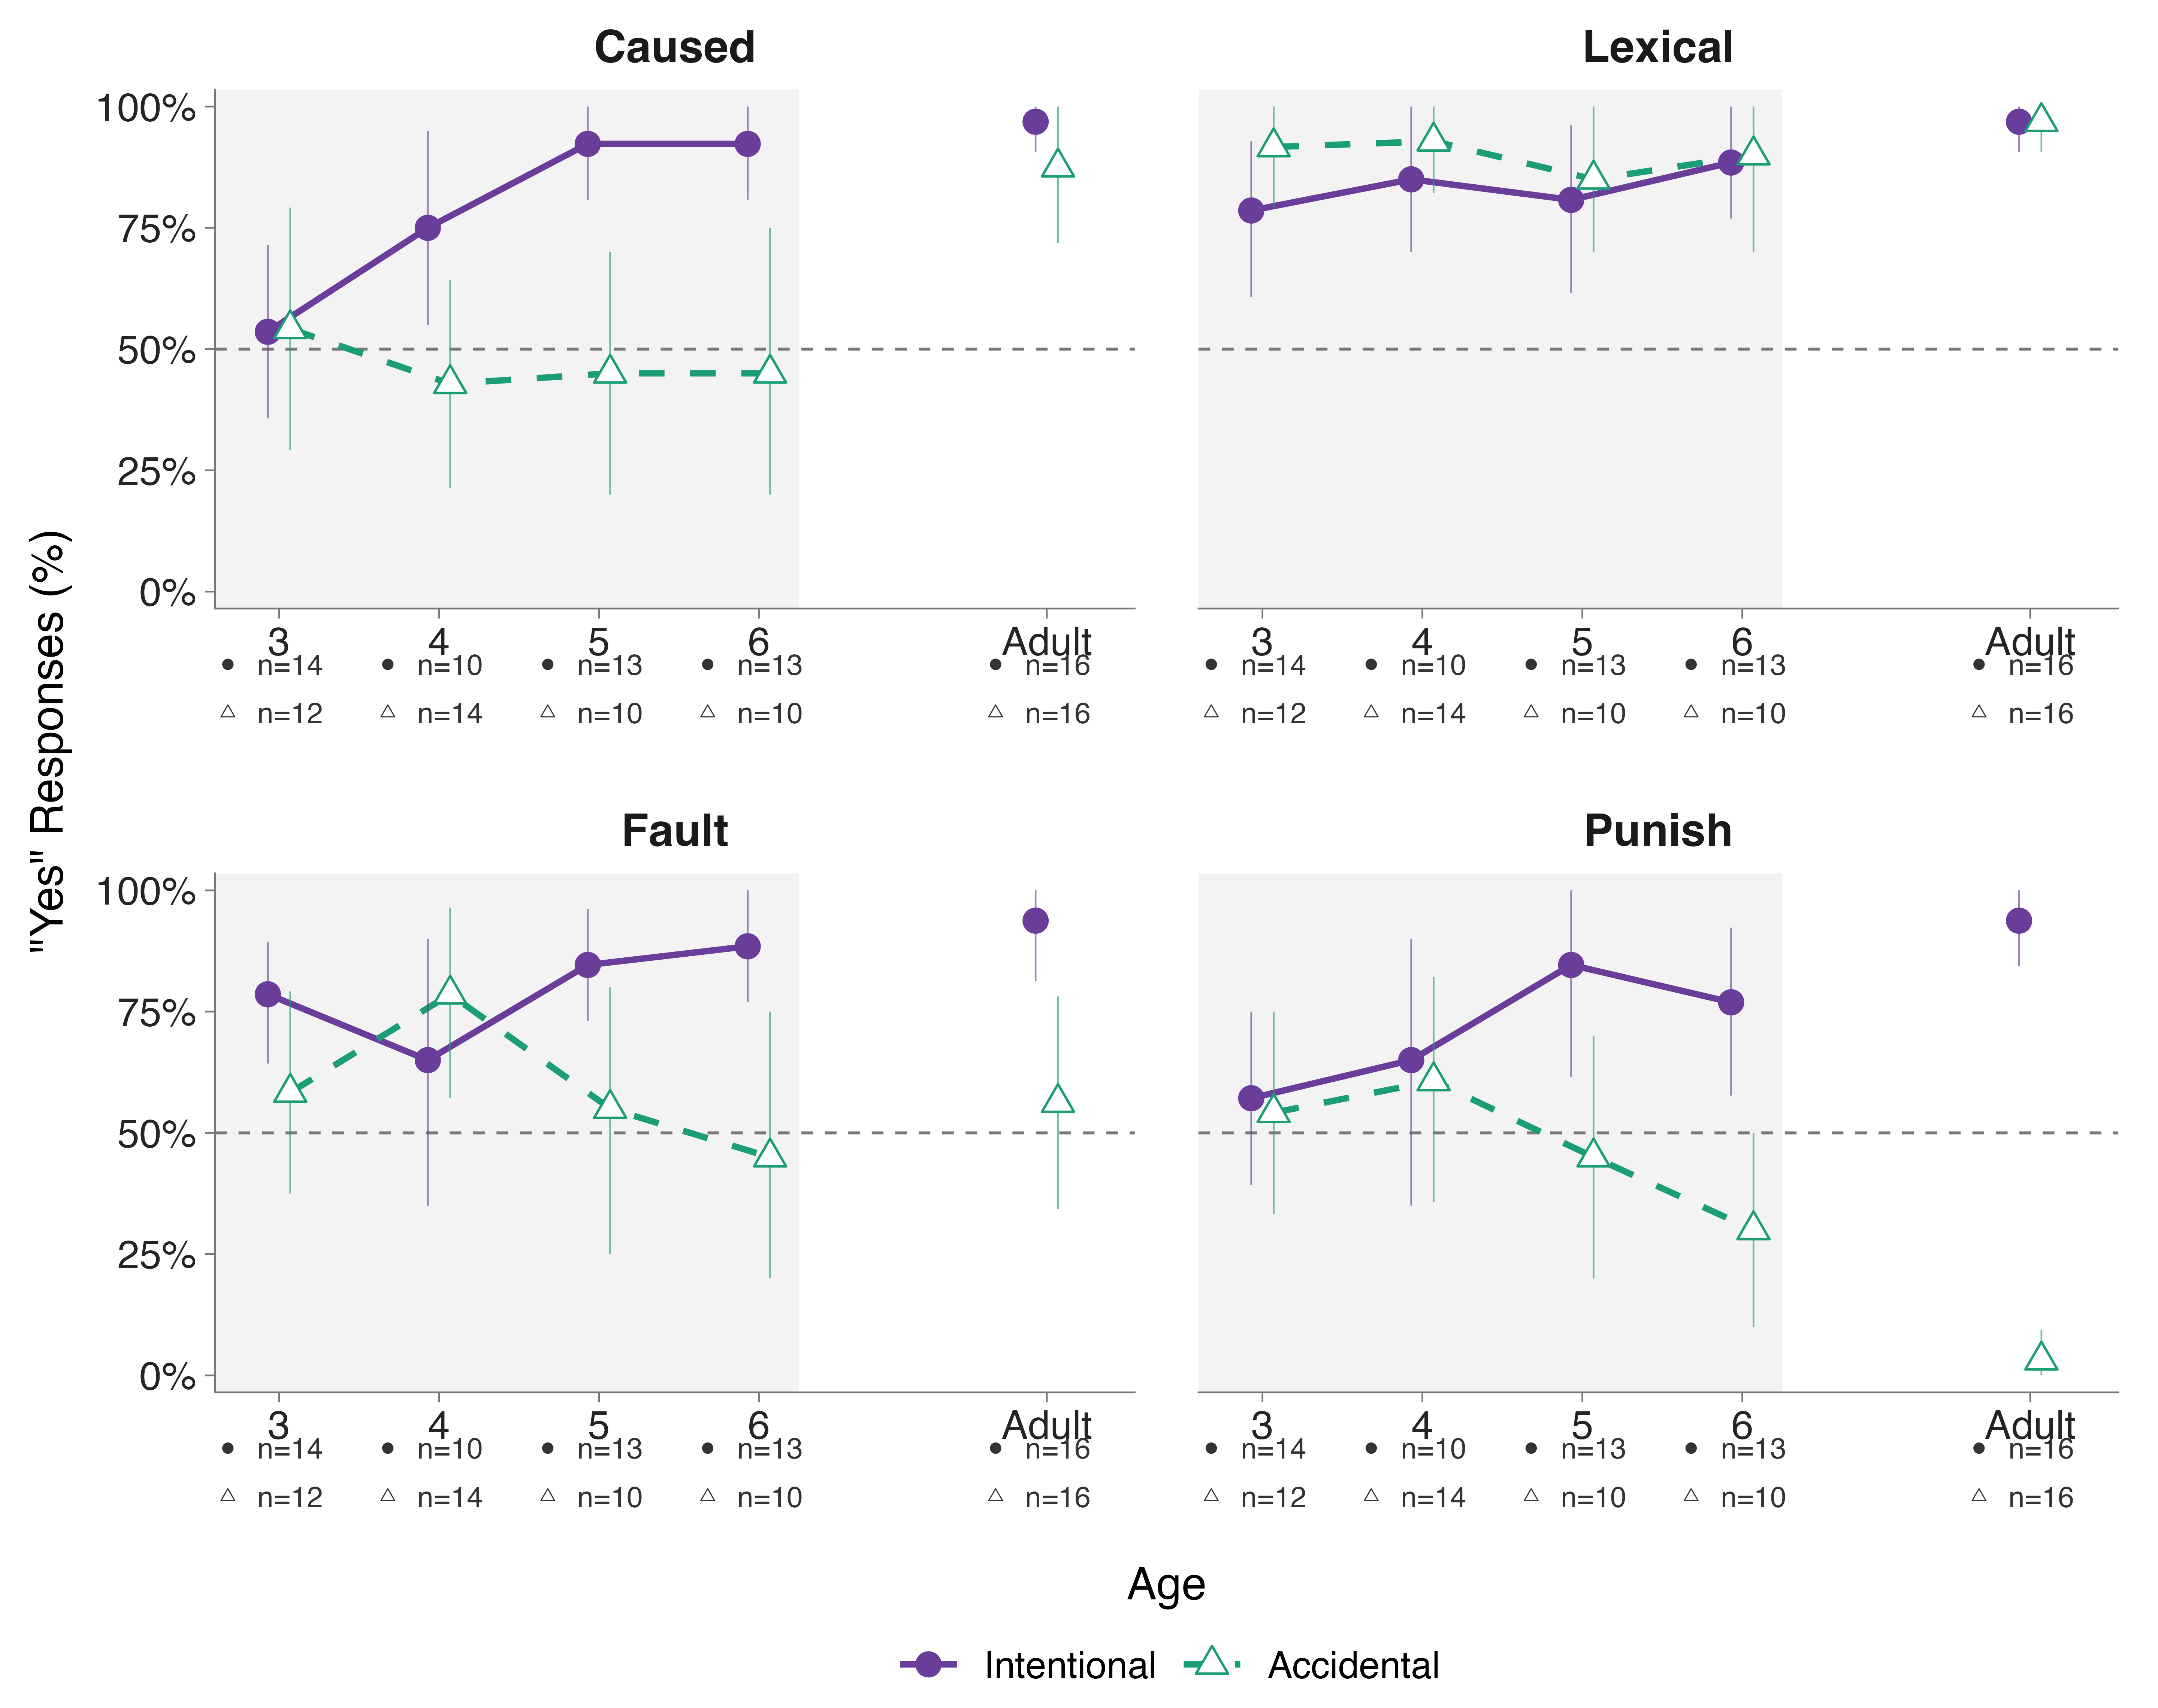 Caused
Lexical
"Yes" Responses (%)
100%
75%
50%
25%
0%
3 4 5 6 Adult
n=14 n=10 n=13 n=13 n=16
n=12 n=14 n=10 n=10 n=16
3 4 5 6 Adult
n=14 n=10 n=13 n=13 n=16
n=12 n=14 n=10 n=10 n=16
Fault
Punish
100%
75%
50%
25%
0%
3 4 5 6 Adult
n=14 n=10 n=13 n=13 n=16
n=12 n=14 n=10 n=10 n=16
3 4 5 6 Adult
n=14 n=10 n=13 n=13 n=16
n=12 n=14 n=10 n=10 n=16
Age
Intentional Accidental